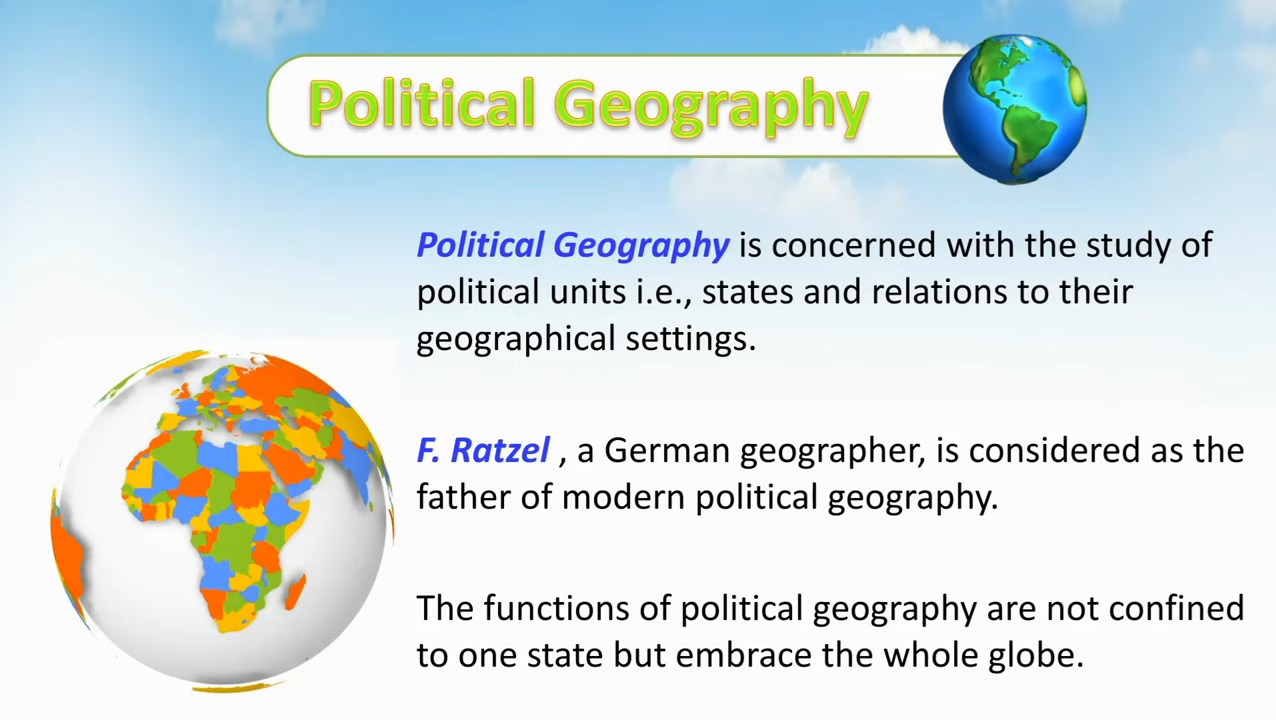 Political Geography
Political Geography is concerned with the study of
political units i.e., states and relations to their
geographical settings.
F. Ratzel , a German geographer, is considered as the
father of modern political geography.
The functions of political geography are not confined
to one state but embrace the whole globe.